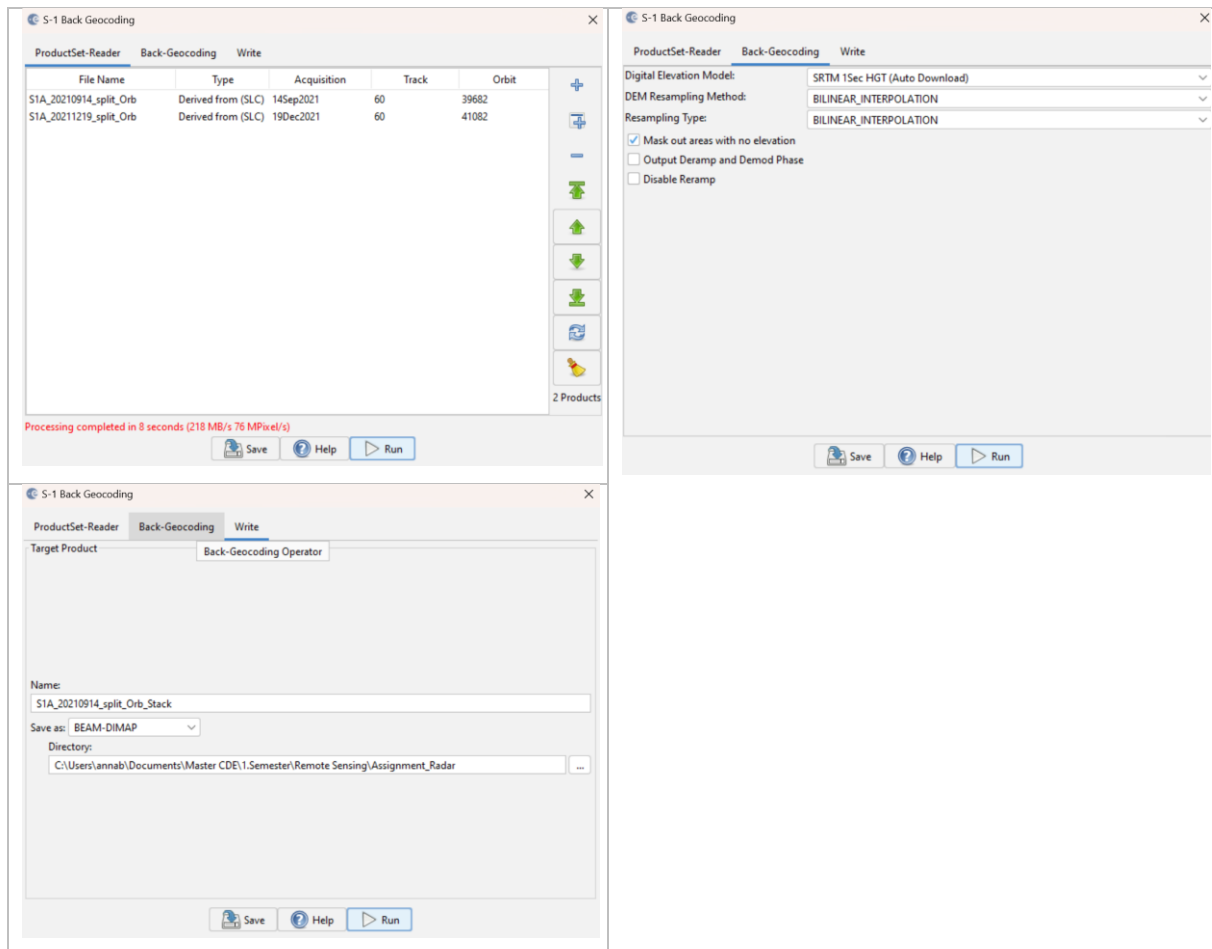 S-1 Back Geocoding
ProductSet-Reader Back-Geocoding Write
File Name Type Acquisition Track Orbit
S1A_20210914_split_Orb Derived from (SLC) 14Sep2021 60 39682
S1A_20211219_split_Orb Derived from (SLC) 19Dec2021 60 41082
2 Products
Processing completed in 8 seconds (218 MB/s 76 MPixel/s)
Save Help Run
S-1 Back Geocoding
ProductSet-Reader Back-Geocoding Write
Digital Elevation Model: SRTM 1Sec HGT (Auto Download)
DEM Resampling Method: BILINEAR_INTERPOLATION
Resampling Type: BILINEAR_INTERPOLATION
Mask out areas with no elevation
Output Deramp and Demod Phase
Disable Reramp
Save Help Run
S-1 Back Geocoding
ProductSet-Reader Back-Geocoding Write
Target Product
Back-Geocoding Operator
Name:
S1A_20210914_split_Orb_Stack
Save as: BEAM-DIMAP
Directory:
C:\Users\annab\Documents\Master CDE\1.Semester\Remote Sensing\Assignment_Radar ...
Save Help Run